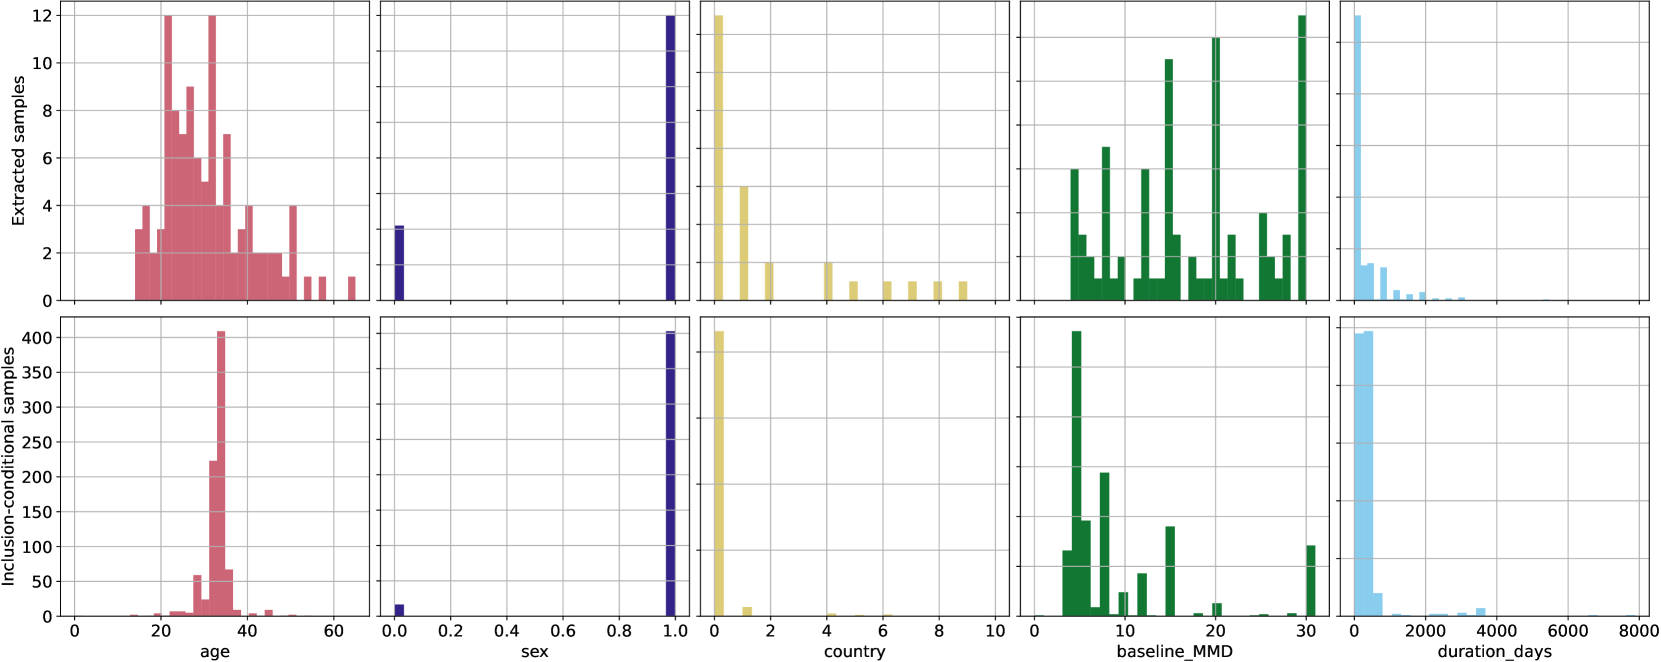 Extracted samples
12
10
8
6
4
2
0
Inclusion-conditional samples
400
350
300
250
200
150
100
50
0
0 20 40 60
0.0 0.2 0.4 0.6 0.8 1.0
0 2 4 6 8 10
0 10 20 30
0 2000 4000 6000 8000
age
sex
country
baseline_MMD
duration_days